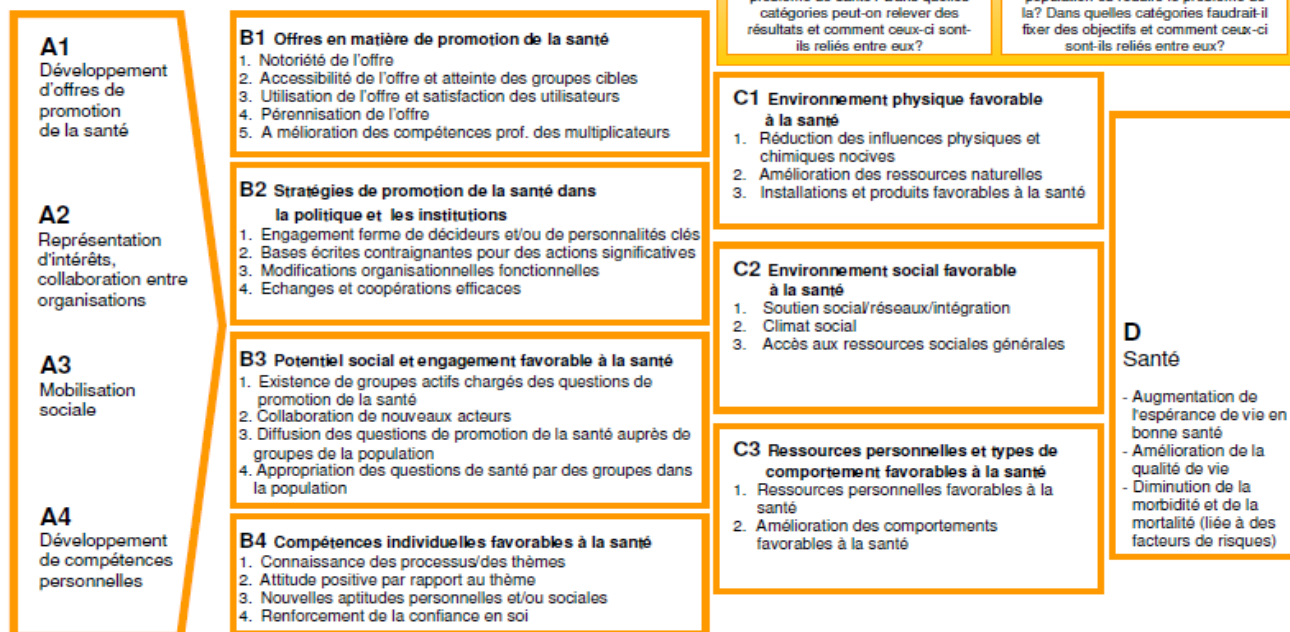 catégories peut-on relever des
résultats et comment ceux-ci sont-
ils reliés entre eux?
la? Dans quelles catégories faudrait-il
fixer des objectifs et comment ceux-ci
sont-ils reliés entre eux?
A1
Développement
d'offres de
promotion
de la santé
A2
Représentation
d'intérêts,
collaboration entre
organisations
A3
Mobilisation
sociale
A4
Développement
de compétences
personnelles
B1 Offres en matière de promotion de la santé
1. Notoriété de l'offre
2. Accessibilité de l'offre et atteinte des groupes cibles
3. Utilisation de l'offre et satisfaction des utilisateurs
4. Pérennisation de l'offre
5. A mélioration des compétences prof. des multiplicateurs
B2 Stratégies de promotion de la santé dans
la politique et les institutions
1. Engagement ferme de décideurs et/ou de personnalités clés
2. Bases écrites contraignantes pour des actions significatives
3. Modifications organisationnelles fonctionnelles
4. Echanges et coopérations efficaces
B3 Potentiel social et engagement favorable à la santé
1. Existence de groupes actifs chargés des questions de
promotion de la santé
2. Collaboration de nouveaux acteurs
3. Diffusion des questions de promotion de la santé auprès de
groupes de la population
4. Appropriation des questions de santé par des groupes dans
la population
B4 Compétences individuelles favorables à la santé
1. Connaissance des processus/des thèmes
2. Attitude positive par rapport au thème
3. Nouvelles aptitudes personnelles et/ou sociales
4. Renforcement de la confiance en soi
C1 Environnement physique favorable
à la santé
1. Réduction des influences physiques et
chimiques nocives
2. Amélioration des ressources naturelles
3. Installations et produits favorables à la santé
C2 Environnement social favorable
à la santé
1. Soutien social/réseaux/intégration
2. Climat social
3. Accès aux ressources sociales générales
C3 Ressources personnelles et types de
comportement favorables à la santé
1. Ressources personnelles favorables à la
santé
2. Amélioration des comportements
favorables à la santé
D
Santé
- Augmentation de
l'espérance de vie en
bonne santé
- Amélioration de la
qualité de vie
- Diminution de la
morbidité et de la
mortalité (liée à des
facteurs de risques)